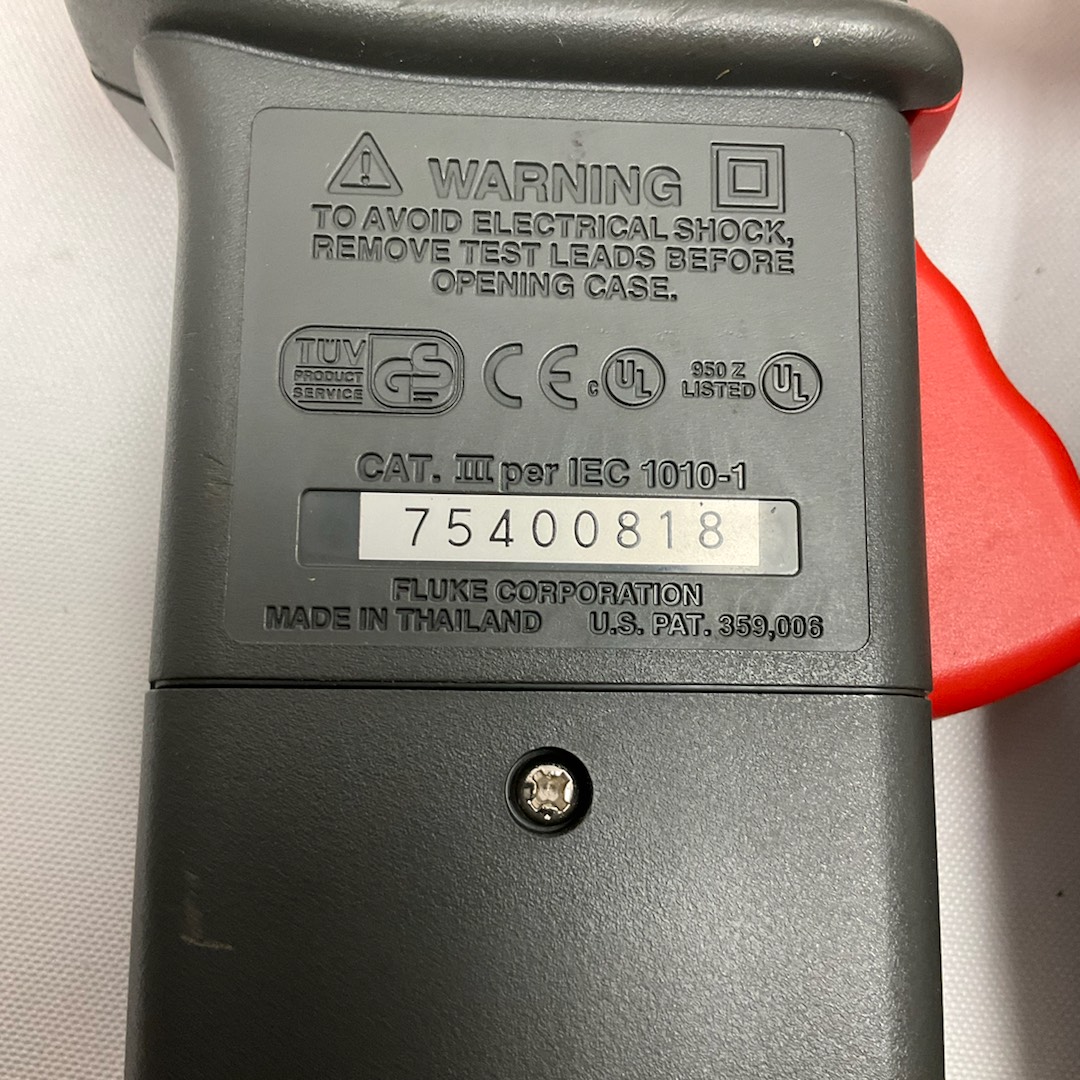 WARNING
TO AVOID ELECTRICAL SHOCK,
REMOVE TEST LEADS BEFORE
OPENING CASE.
TÜV
PRODUCT
SERVICE
GS
CE
c UL
950 Z
LISTED
UL
CAT. III per IEC 1010-1
75400818
FLUKE CORPORATION
MADE IN THAILAND U.S. PAT. 359,006